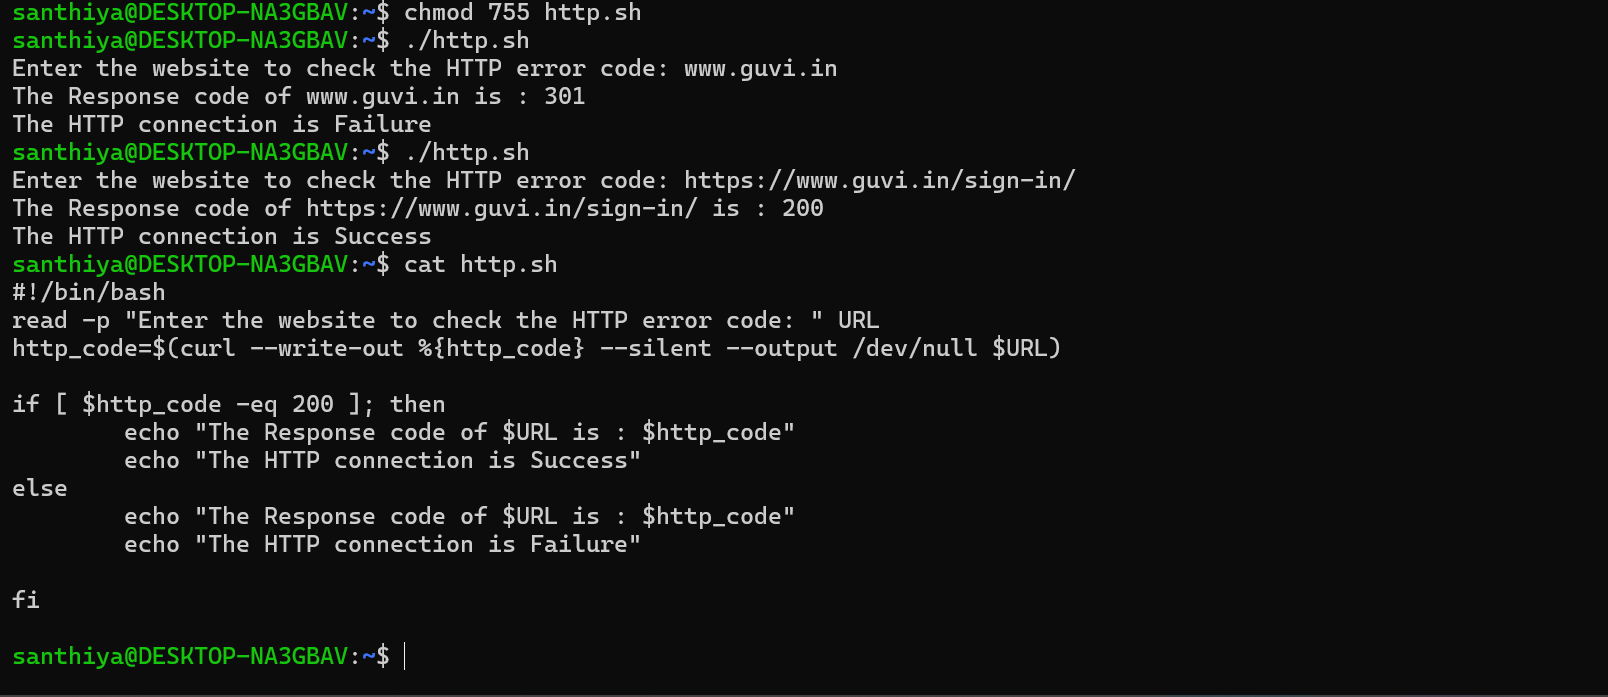 santhiya@DESKTOP-NA3GBAV:~$ chmod 755 http.sh
santhiya@DESKTOP-NA3GBAV:~$ ./http.sh
Enter the website to check the HTTP error code: www.guvi.in
The Response code of www.guvi.in is : 301
The HTTP connection is Failure
santhiya@DESKTOP-NA3GBAV:~$ ./http.sh
Enter the website to check the HTTP error code: https://www.guvi.in/sign-in/
The Response code of https://www.guvi.in/sign-in/ is : 200
The HTTP connection is Success
santhiya@DESKTOP-NA3GBAV:~$ cat http.sh
#!/bin/bash
read -p "Enter the website to check the HTTP error code: " URL
http_code=$(curl --write-out %{http_code} --silent --output /dev/null $URL)
if [ $http_code -eq 200 ]; then
        echo "The Response code of $URL is : $http_code"
        echo "The HTTP connection is Success"
else
        echo "The Response code of $URL is : $http_code"
        echo "The HTTP connection is Failure"
fi
santhiya@DESKTOP-NA3GBAV:~$